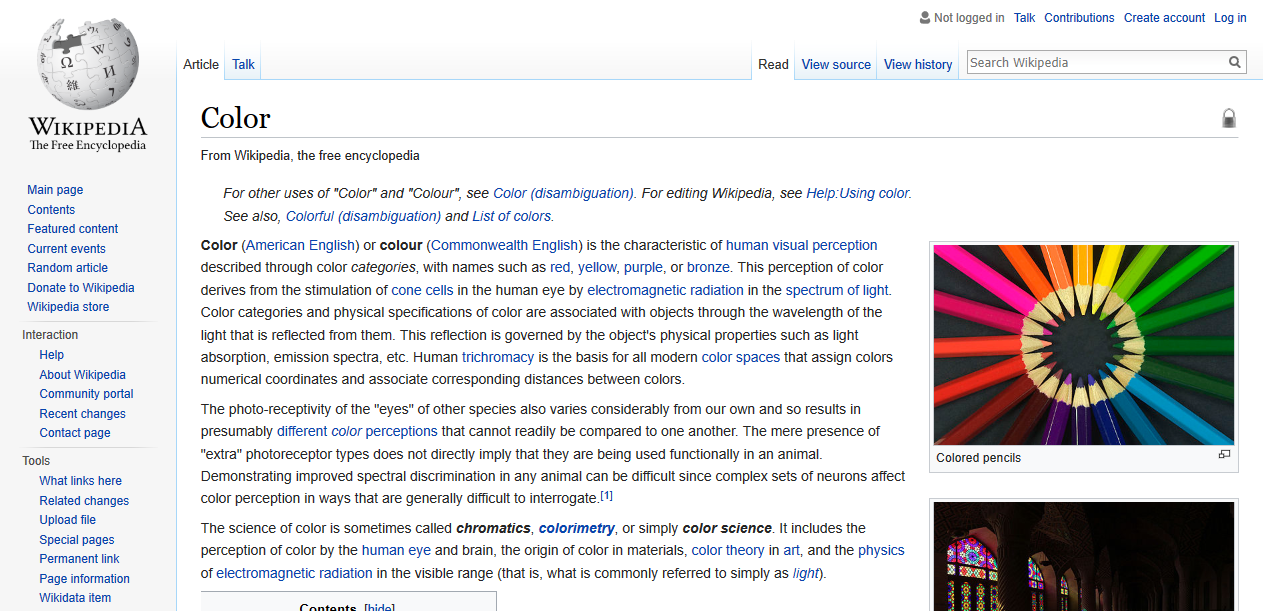 Not logged in Talk Contributions Create account Log in
Article Talk Read View source View history Search Wikipedia
WIKIPEDIA
The Free Encyclopedia
Main page
Contents
Featured content
Current events
Random article
Donate to Wikipedia
Wikipedia store
Interaction
Help
About Wikipedia
Community portal
Recent changes
Contact page
Tools
What links here
Related changes
Upload file
Special pages
Permanent link
Page information
Wikidata item
Color
From Wikipedia, the free encyclopedia
For other uses of "Color" and "Colour", see Color (disambiguation). For editing Wikipedia, see Help:Using color.
See also, Colorful (disambiguation) and List of colors.
Color (American English) or colour (Commonwealth English) is the characteristic of human visual perception
described through color categories, with names such as red, yellow, purple, or bronze. This perception of color
derives from the stimulation of cone cells in the human eye by electromagnetic radiation in the spectrum of light.
Color categories and physical specifications of color are associated with objects through the wavelength of the
light that is reflected from them. This reflection is governed by the object's physical properties such as light
absorption, emission spectra, etc. Human trichromacy is the basis for all modern color spaces that assign colors
numerical coordinates and associate corresponding distances between colors.
The photo-receptivity of the "eyes" of other species also varies considerably from our own and so results in
presumably different color perceptions that cannot readily be compared to one another. The mere presence of
"extra" photoreceptor types does not directly imply that they are being used functionally in an animal.
Demonstrating improved spectral discrimination in any animal can be difficult since complex sets of neurons affect
color perception in ways that are generally difficult to interrogate.[1]
The science of color is sometimes called chromatics, colorimetry, or simply color science. It includes the
perception of color by the human eye and brain, the origin of color in materials, color theory in art, and the physics
of electromagnetic radiation in the visible range (that is, what is commonly referred to simply as light).
Contents [hide]
Colored pencils